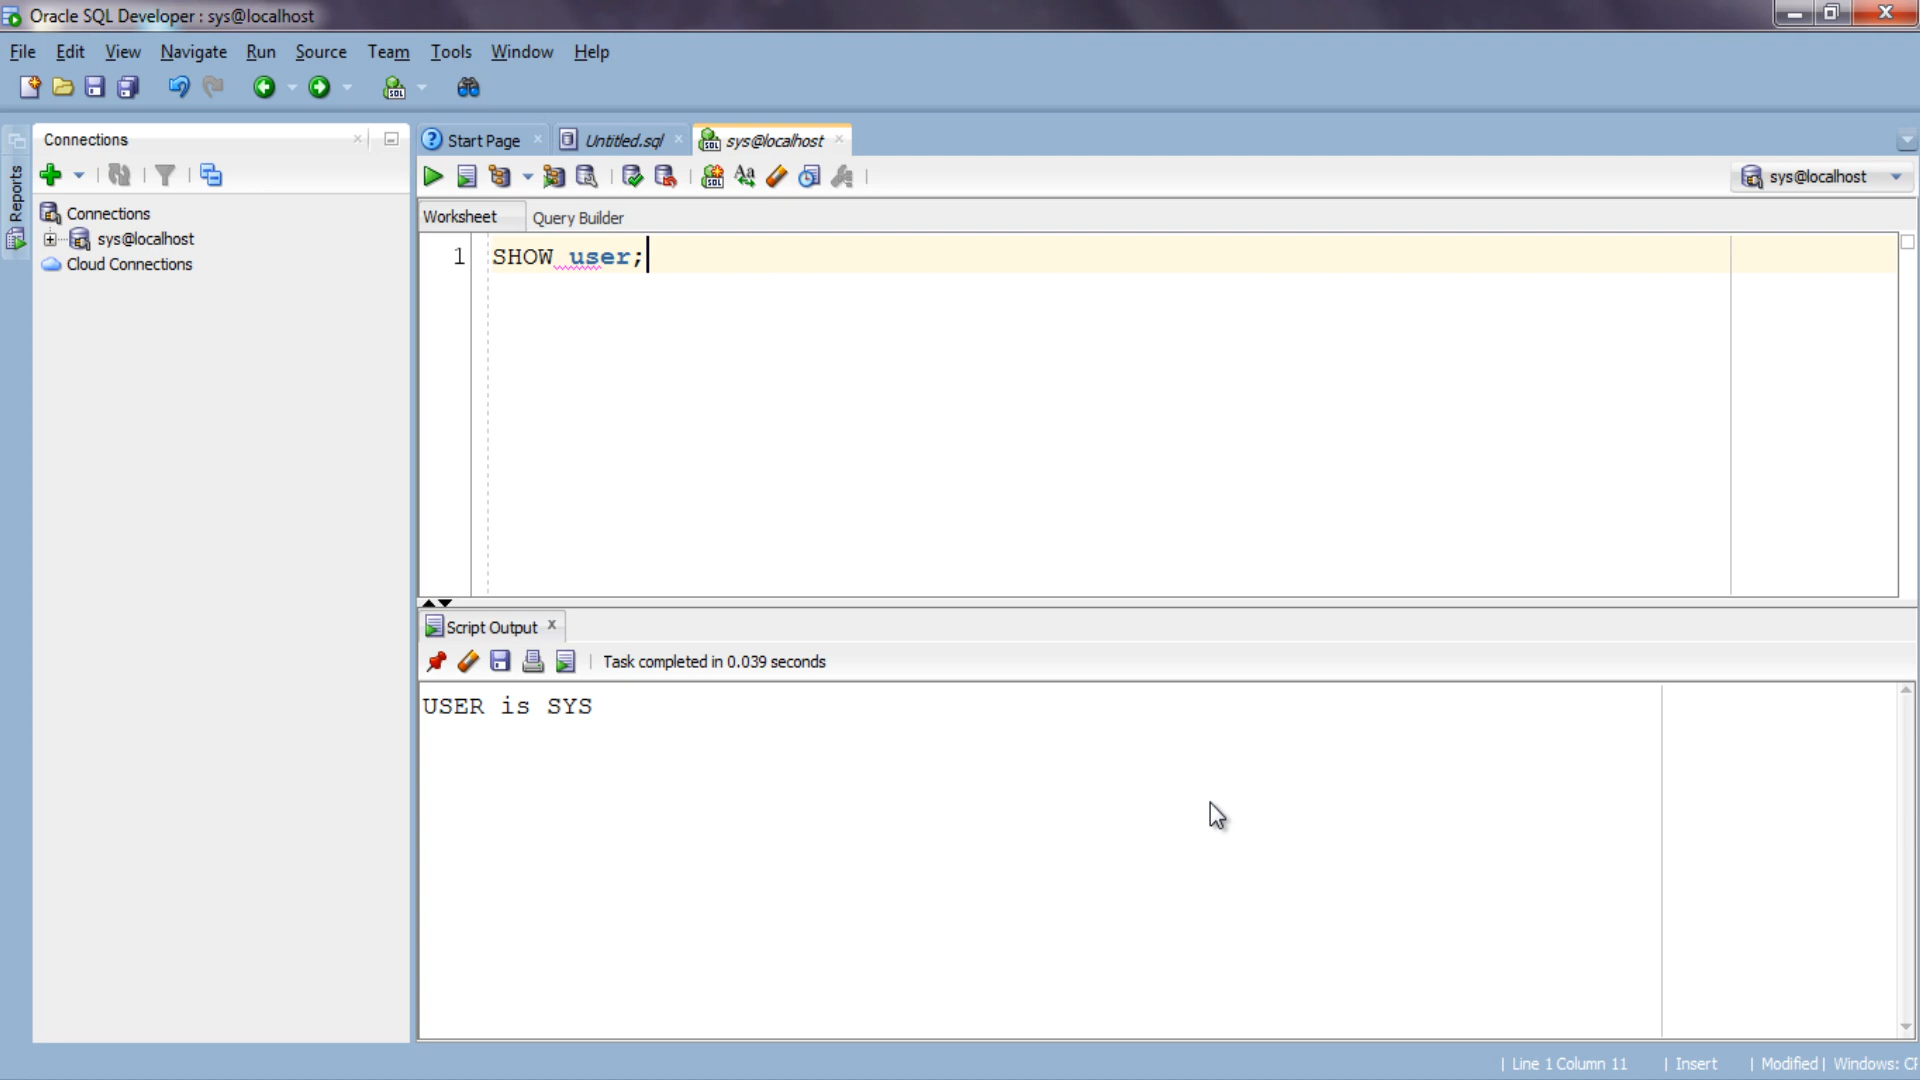 Oracle SQL Developer : sys@localhost
File Edit View Navigate Run Source Team Tools Window Help
Connections
Start Page
Untitled.sql
sys@localhost
Reports
sys@localhost
Worksheet
Query Builder
Connections
sys@localhost
Cloud Connections
1 SHOW user;
Script Output
Task completed in 0.039 seconds
USER is SYS
| Line 1 Column 11 | Insert | Modified | Windows: